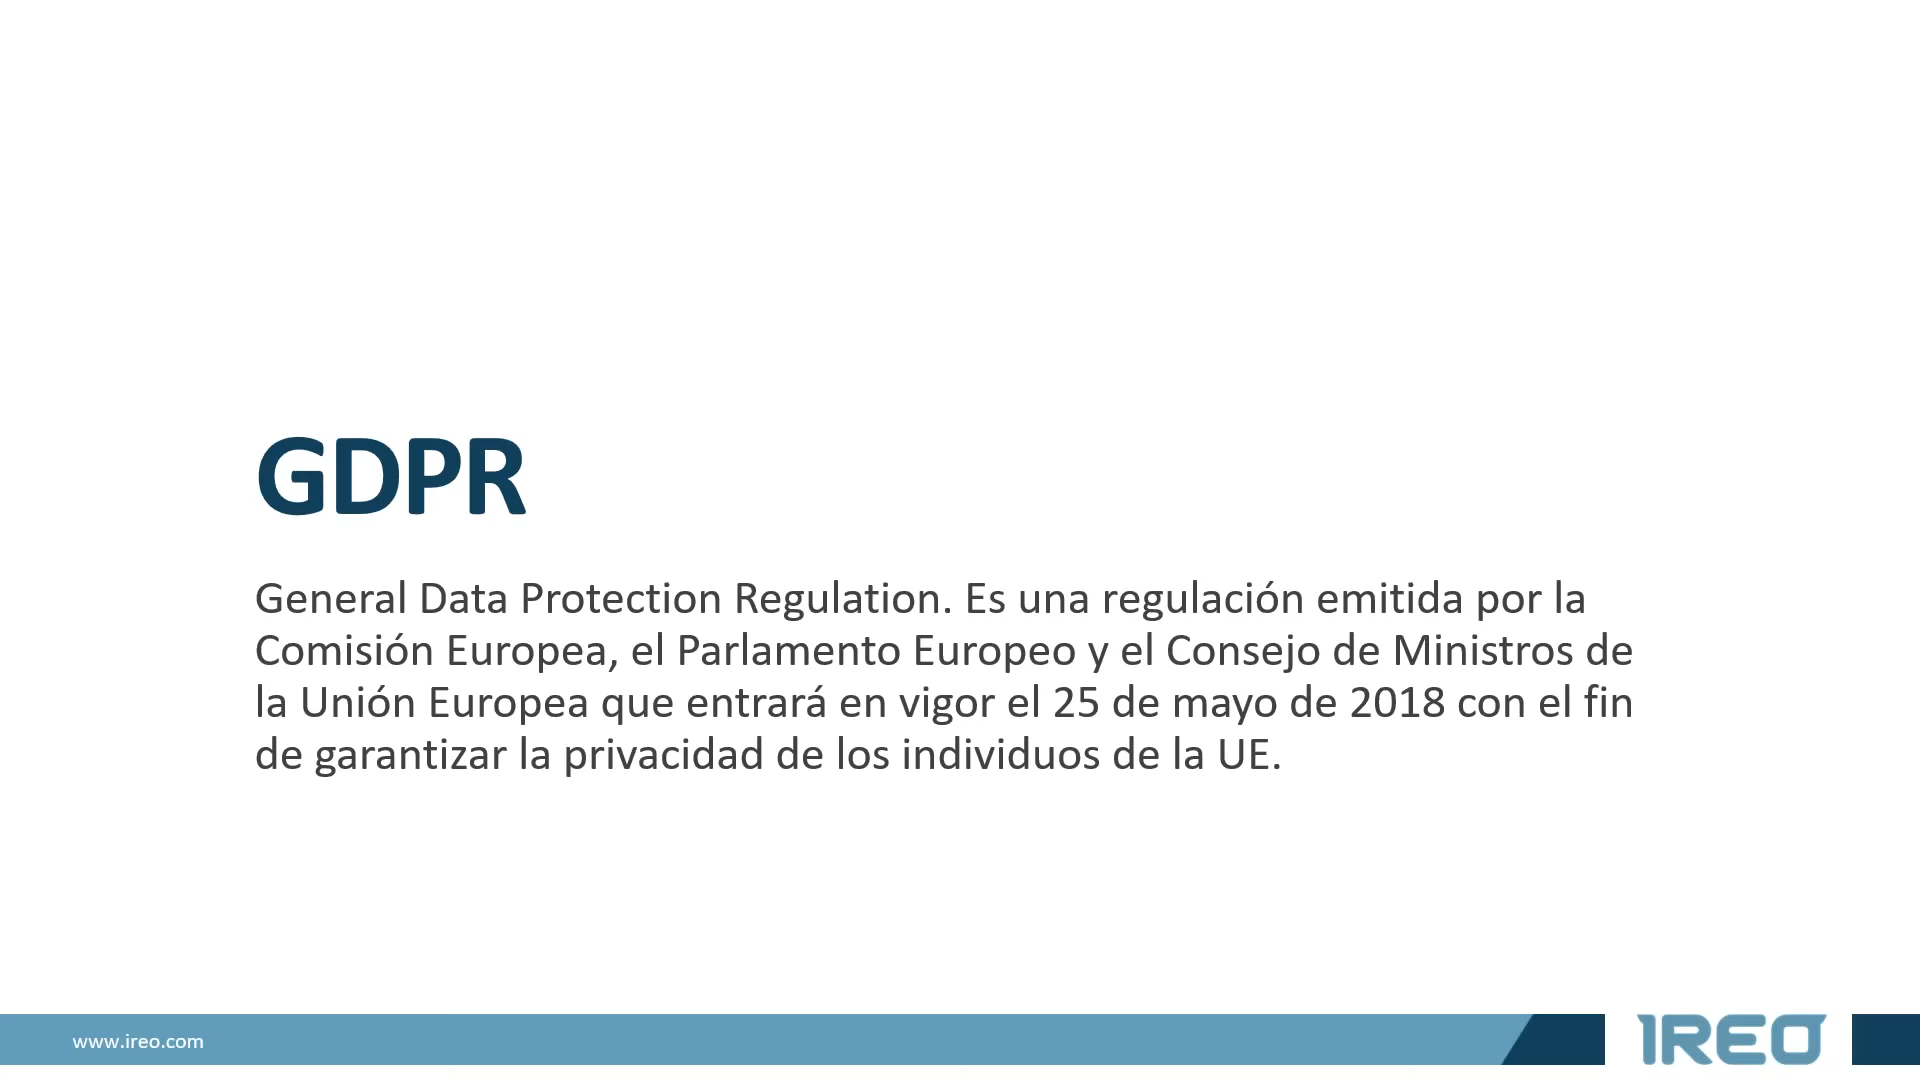 GDPR
General Data Protection Regulation. Es una regulación emitida por la
Comisión Europea, el Parlamento Europeo y el Consejo de Ministros de
la Unión Europea que entrará en vigor el 25 de mayo de 2018 con el fin
de garantizar la privacidad de los individuos de la UE.
www.ireo.com
IREO